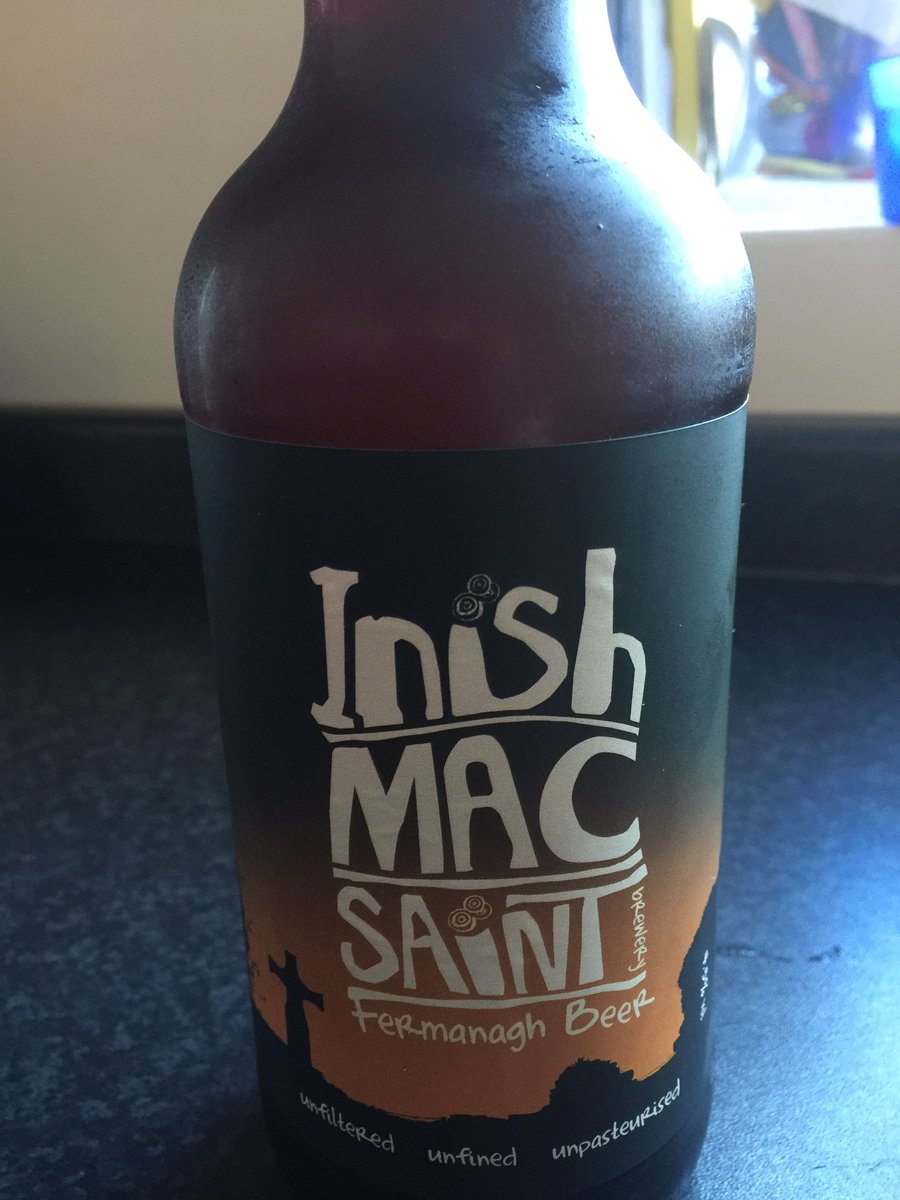 Inish
MAC
SAiNT
brewery
Fermanagh Beer
unfiltered unfined unpasteurised